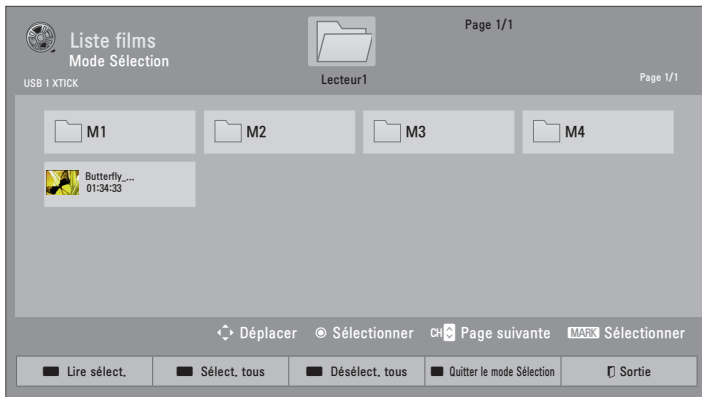 Liste films
Mode Sélection
Page 1/1
Lecteur1
USB 1 XTICK
Page 1/1
M1
M2
M3
M4
Butterfly_...
01:34:33
Déplacer
Sélectionner
CH Page suivante
MARK Sélectionner
Lire sélect.
Sélect. tous
Désélect. tous
Quitter le mode Sélection
Sortie